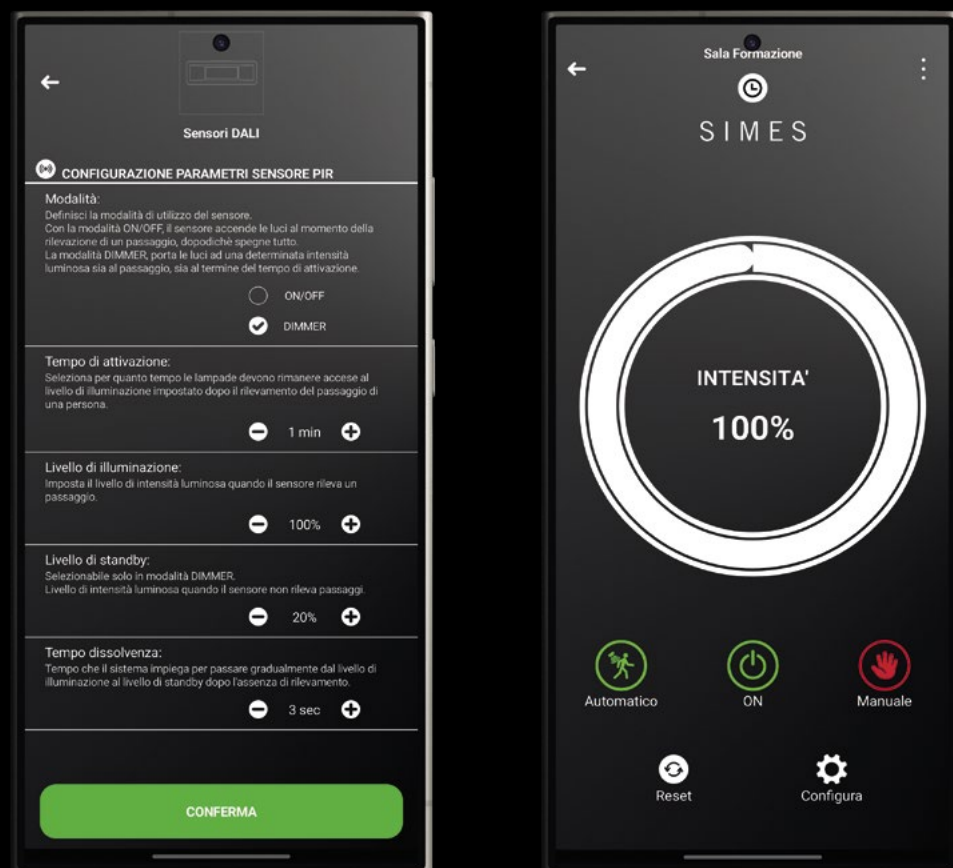 Sensori DALI
CONFIGURAZIONE PARAMETRI SENSORE PIR
Modalità:
Definisci la modalità di utilizzo del sensore.
Con la modalità ON/OFF, il sensore accende le luci al momento della
rilevazione di un passaggio, dopodichè spegne tutto.
La modalità DIMMER, porta le luci ad una determinata intensità
luminosa sia al passaggio, sia al termine del tempo di attivazione.
ON/OFF
DIMMER
Tempo di attivazione:
Seleziona per quanto tempo le lampade devono rimanere accese al
livello di illuminazione impostato dopo il rilevamento del passaggio di
una persona.
1 min
Livello di illuminazione:
Imposta il livello di intensità luminosa quando il sensore rileva un
passaggio.
100%
Livello di standby:
Selezionabile solo in modalità DIMMER.
Livello di intensità luminosa quando il sensore non rileva passaggi.
20%
Tempo dissolvenza:
Tempo che il sistema impiega per passare gradualmente dal livello di
illuminazione al livello di standby dopo l'assenza di rilevamento.
3 sec
CONFERMA
Sala Formazione
SIMES
INTENSITA'
100%
Automatico
ON
Manuale
Reset
Configura